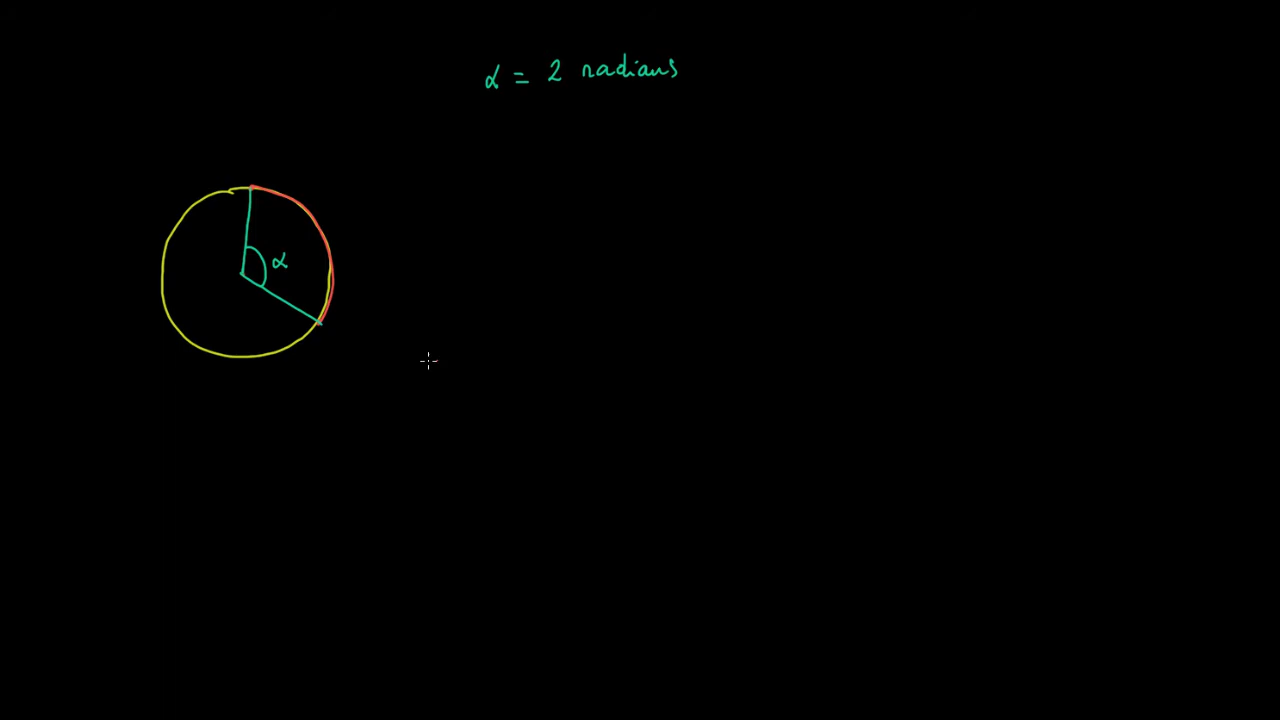 α = 2 radians
α